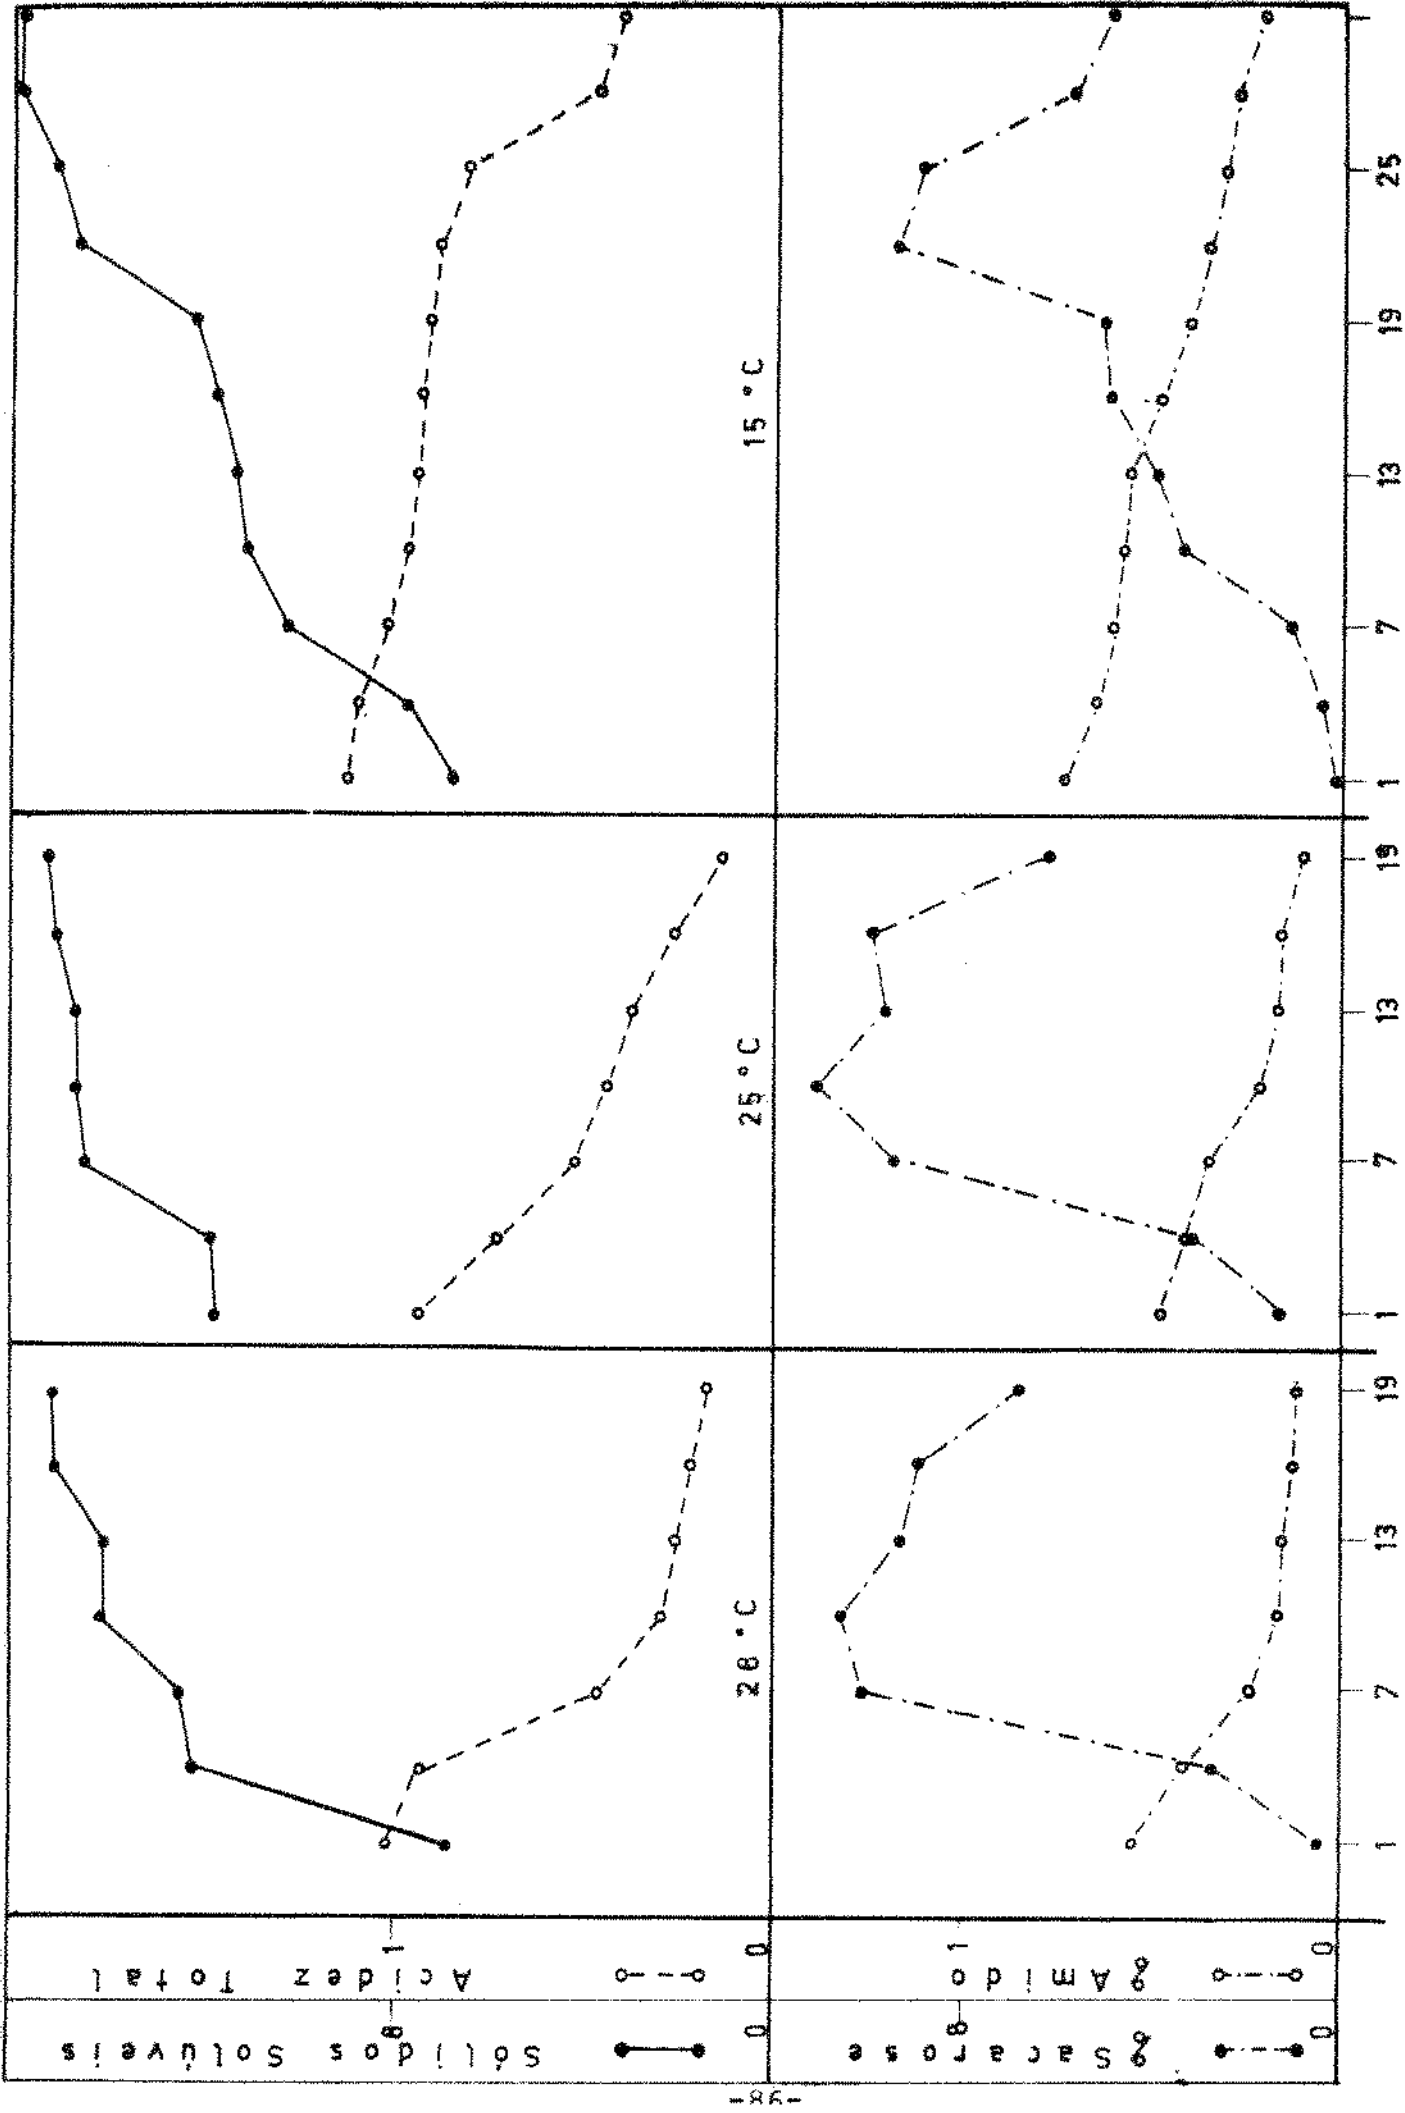 -98-
● —— ● Sólidos Solúveis
0
8
○ -- ○ Acidez Total
0
1
●-·-·-● % Sacarose
0
8
○-·-·-○ % Amido
0
1
28 °C
25 °C
15 °C
1 7 13 19
1 7 13 19
1 7 13 19 25